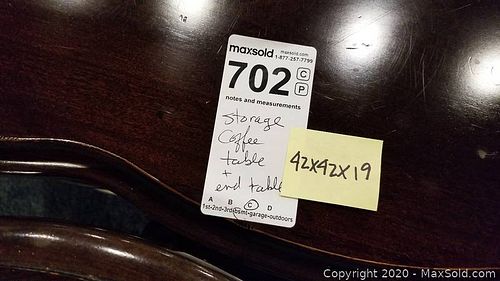 maxsold maxsold.com
1-877-257-7799
702 C
P
notes and measurements
storage
coffee
table
+
end table
42x42x19
A B C D
1st-2nd-3rd-bsmt-garage-outdoors
Copyright © 2020 - MaxSold.com